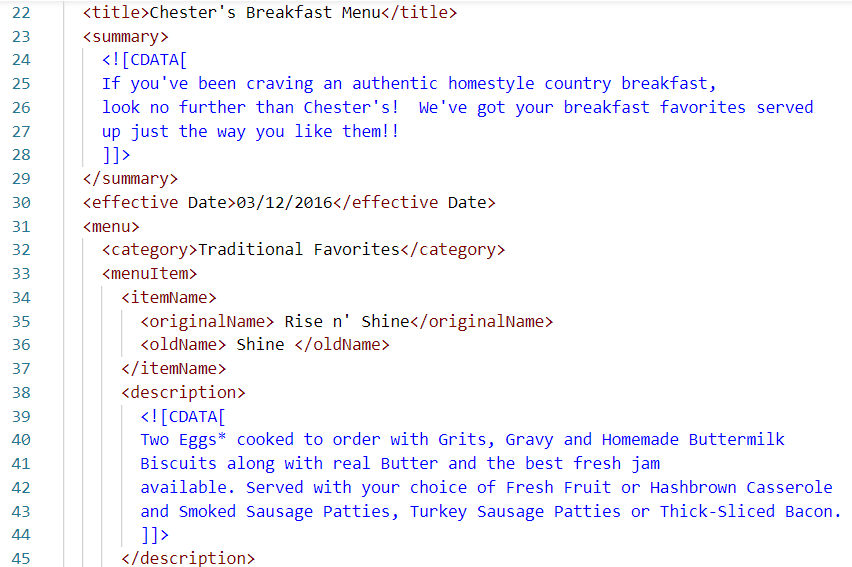 22 <title>Chester's Breakfast Menu</title>
23 <summary>
24 <![CDATA[
25 If you've been craving an authentic homestyle country breakfast,
26 look no further than Chester's!  We've got your breakfast favorites served
27 up just the way you like them!!
28 ]]>
29 </summary>
30 <effective Date>03/12/2016</effective Date>
31 <menu>
32 <category>Traditional Favorites</category>
33 <menuItem>
34 <itemName>
35 <originalName> Rise n' Shine</originalName>
36 <oldName> Shine </oldName>
37 </itemName>
38 <description>
39 <![CDATA[
40 Two Eggs* cooked to order with Grits, Gravy and Homemade Buttermilk
41 Biscuits along with real Butter and the best fresh jam
42 available. Served with your choice of Fresh Fruit or Hashbrown Casserole
43 and Smoked Sausage Patties, Turkey Sausage Patties or Thick-Sliced Bacon.
44 ]]>
45 </description>